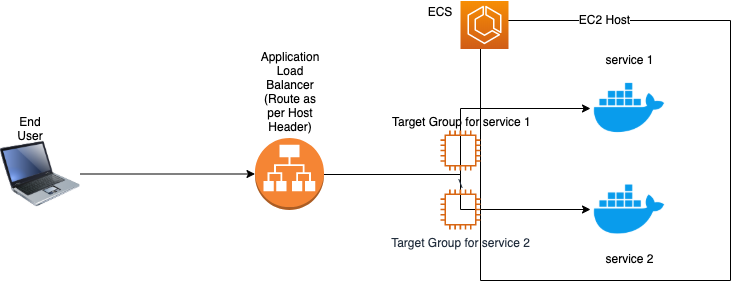 ECS
EC2 Host
Application
Load
Balancer
(Route as
per Host
Header)
service 1
End
User
Target Group for service 1
Target Group for service 2
service 2